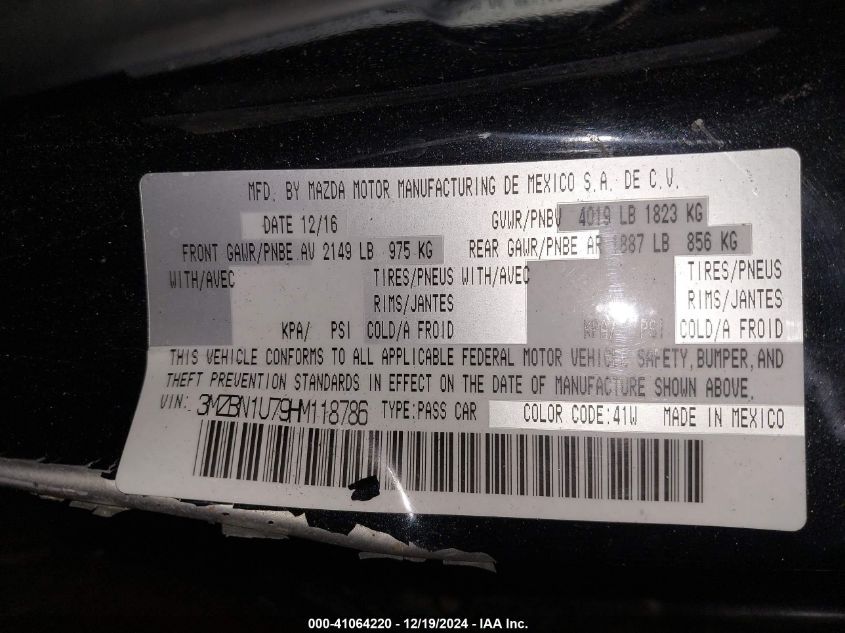 MFD. BY MAZDA MOTOR MANUFACTURING DE MEXICO S.A. DE C.V.
DATE 12/16 GVWR/PNBV 4019 LB 1823 KG
FRONT GAWR/PNBE AV 2149 LB 975 KG REAR GAWR/PNBE AR 1887 LB 856 KG
WITH/AVEC TIRES/PNEUS WITH/AVEC TIRES/PNEUS
RIMS/JANTES RIMS/JANTES
KPA/ PSI COLD/A FROID KPA/ PSI COLD/A FROID
THIS VEHICLE CONFORMS TO ALL APPLICABLE FEDERAL MOTOR VEHICLE SAFETY, BUMPER, AND
THEFT PREVENTION STANDARDS IN EFFECT ON THE DATE OF MANUFACTURE SHOWN ABOVE.
VIN: 3MZBN1U79HM118786 TYPE:PASS CAR COLOR CODE:41W MADE IN MEXICO
000-41064220 - 12/19/2024 - IAA Inc.